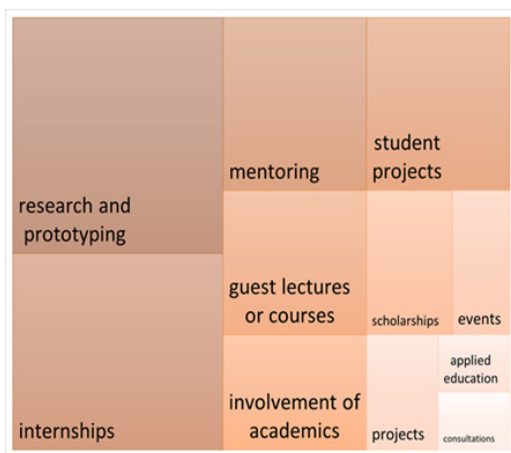 research and
prototyping
internships
mentoring
student
projects
guest lectures
or courses
scholarships
events
involvement of
academics
projects
applied
education
consultations